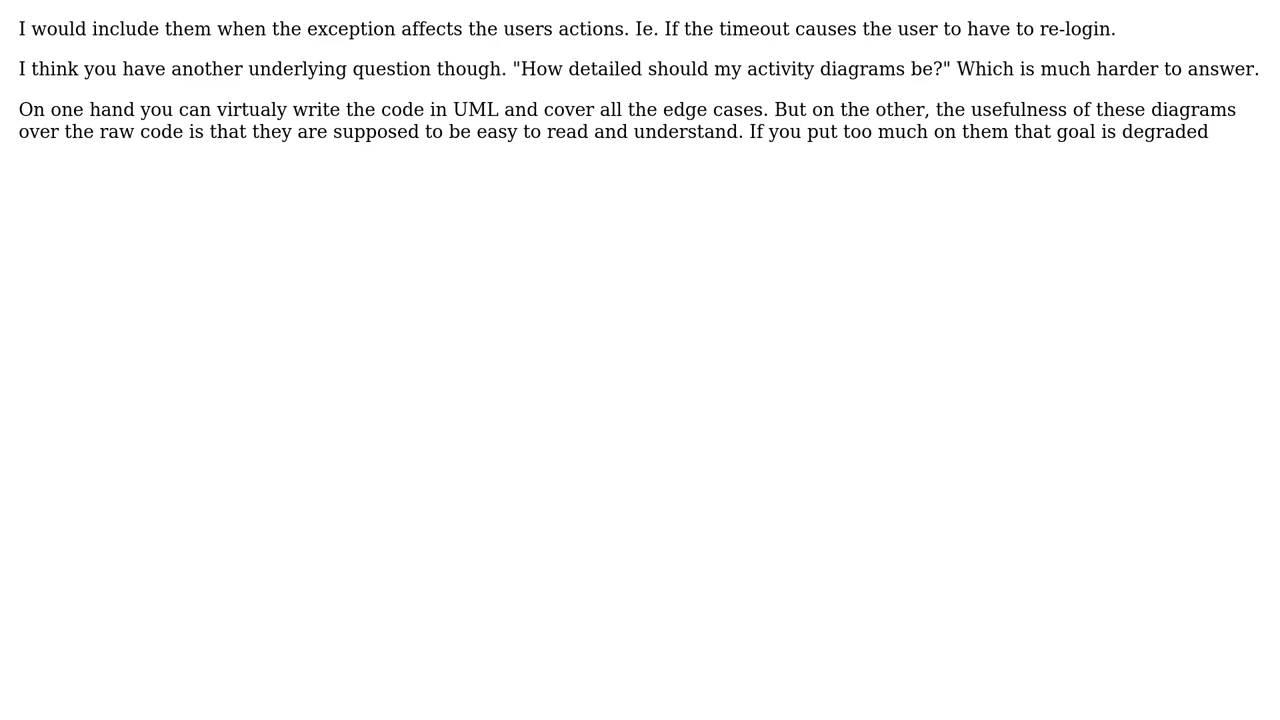 I would include them when the exception affects the users actions. Ie. If the timeout causes the user to have to re-login.
I think you have another underlying question though. "How detailed should my activity diagrams be?" Which is much harder to answer.
On one hand you can virtualy write the code in UML and cover all the edge cases. But on the other, the usefulness of these diagrams
over the raw code is that they are supposed to be easy to read and understand. If you put too much on them that goal is degraded